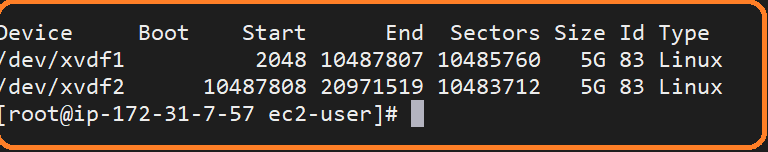 Device     Boot    Start      End  Sectors Size Id Type
/dev/xvdf1          2048 10487807 10485760   5G 83 Linux
/dev/xvdf2      10487808 20971519 10483712   5G 83 Linux
[root@ip-172-31-7-57 ec2-user]#